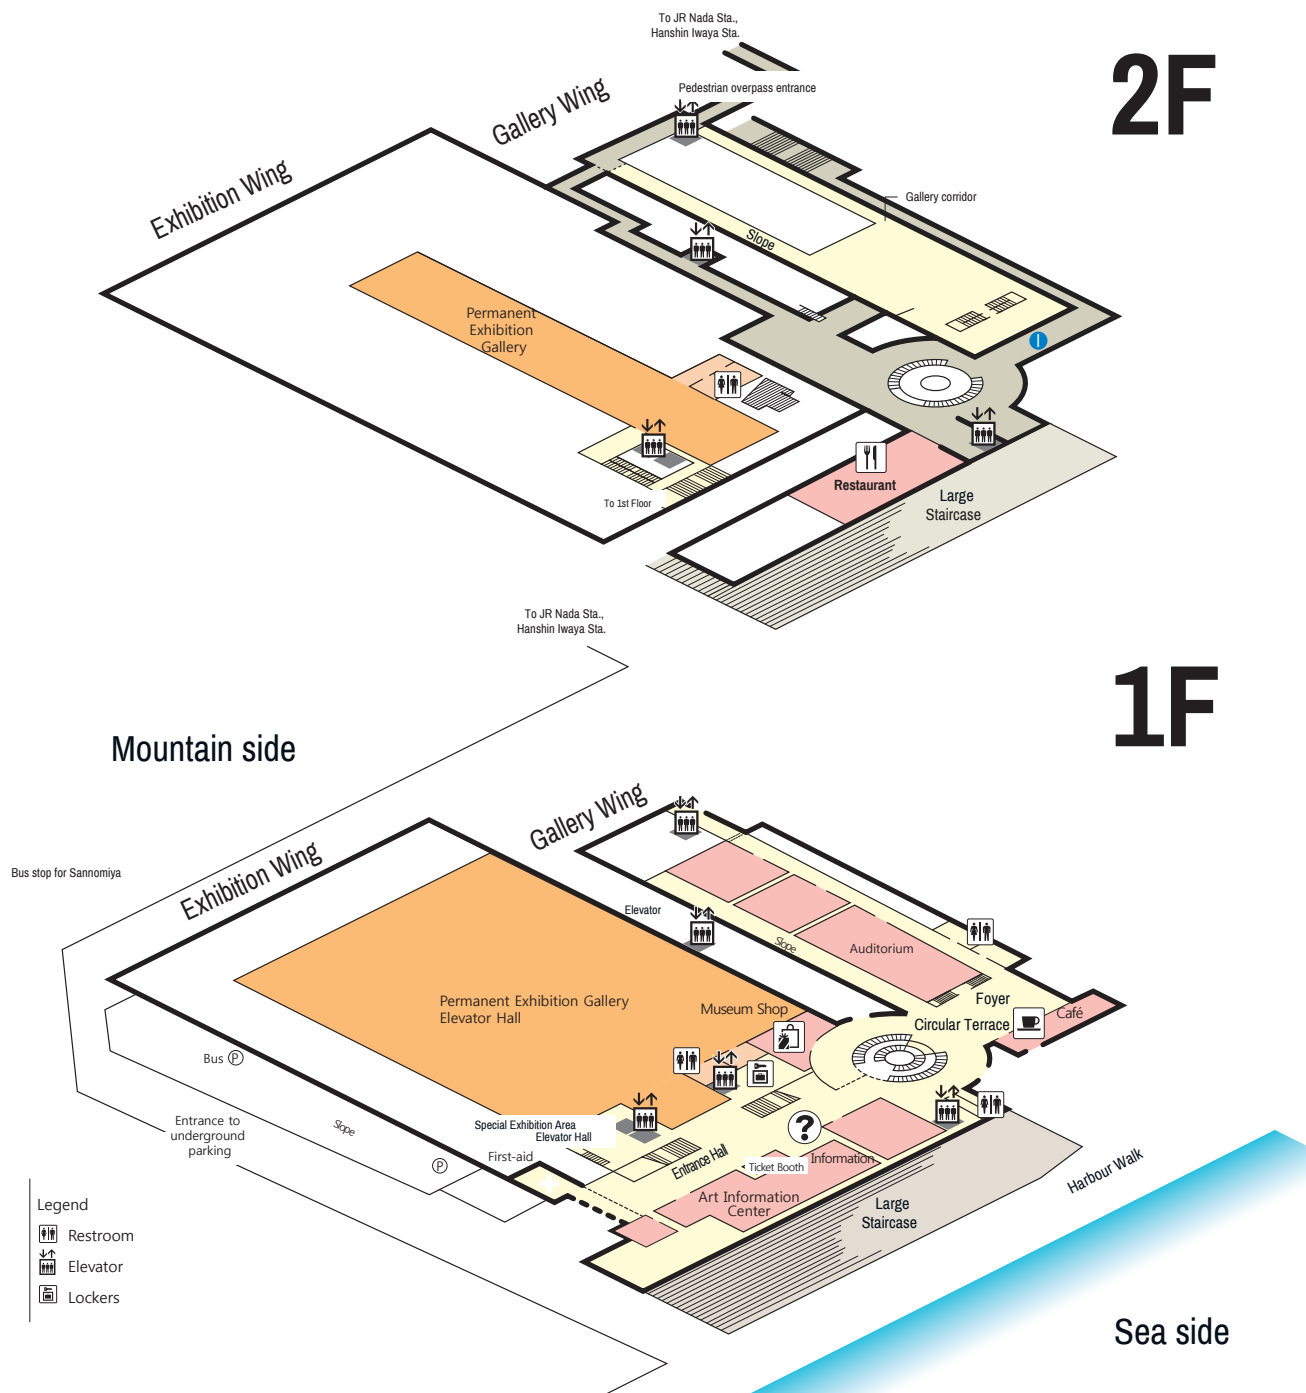 To JR Nada Sta.,
Hanshin Iwaya Sta.
2F
Pedestrian overpass entrance
Gallery Wing
Exhibition Wing
Gallery corridor
Slope
Permanent
Exhibition
Gallery
Restaurant
To 1st Floor
Large
Staircase
To JR Nada Sta.,
Hanshin Iwaya Sta.
1F
Mountain side
Gallery Wing
Exhibition Wing
Bus stop for Sannomiya
Elevator
Slope
Auditorium
Foyer
Permanent Exhibition Gallery
Elevator Hall
Museum Shop
Circular Terrace
Café
Bus P
Entrance to
underground
parking
Slope
Special Exhibition Area
Elevator Hall
First-aid
P
Entrance Hall
?
Information
Ticket Booth
Art Information
Center
Large
Staircase
Harbour Walk
Legend
Restroom
Elevator
Lockers
Sea side